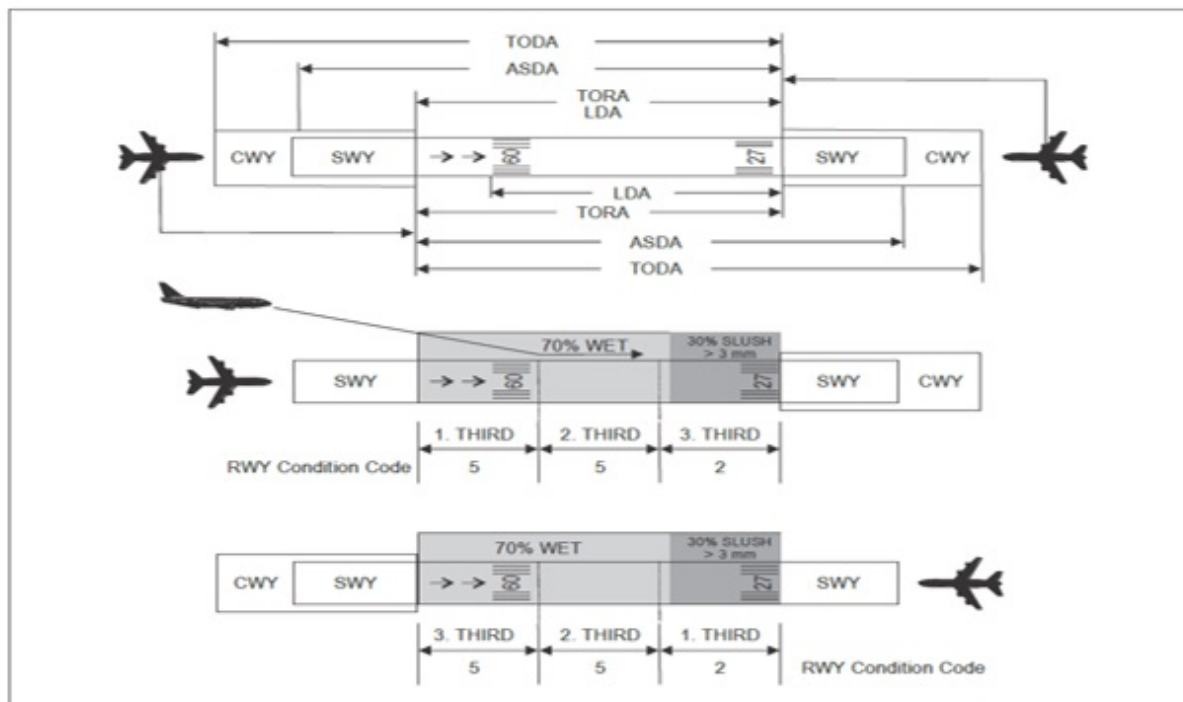 TODA
ASDA
TORA
LDA
CWY SWY 09 27 SWY CWY
LDA
TORA
ASDA
TODA
70% WET 30% SLUSH
> 3 mm
SWY 09 27 SWY CWY
1. THIRD 2. THIRD 3. THIRD
RWY Condition Code 5 5 2
70% WET 30% SLUSH
> 3 mm
CWY SWY 09 27 SWY
3. THIRD 2. THIRD 1. THIRD
5 5 2 RWY Condition Code